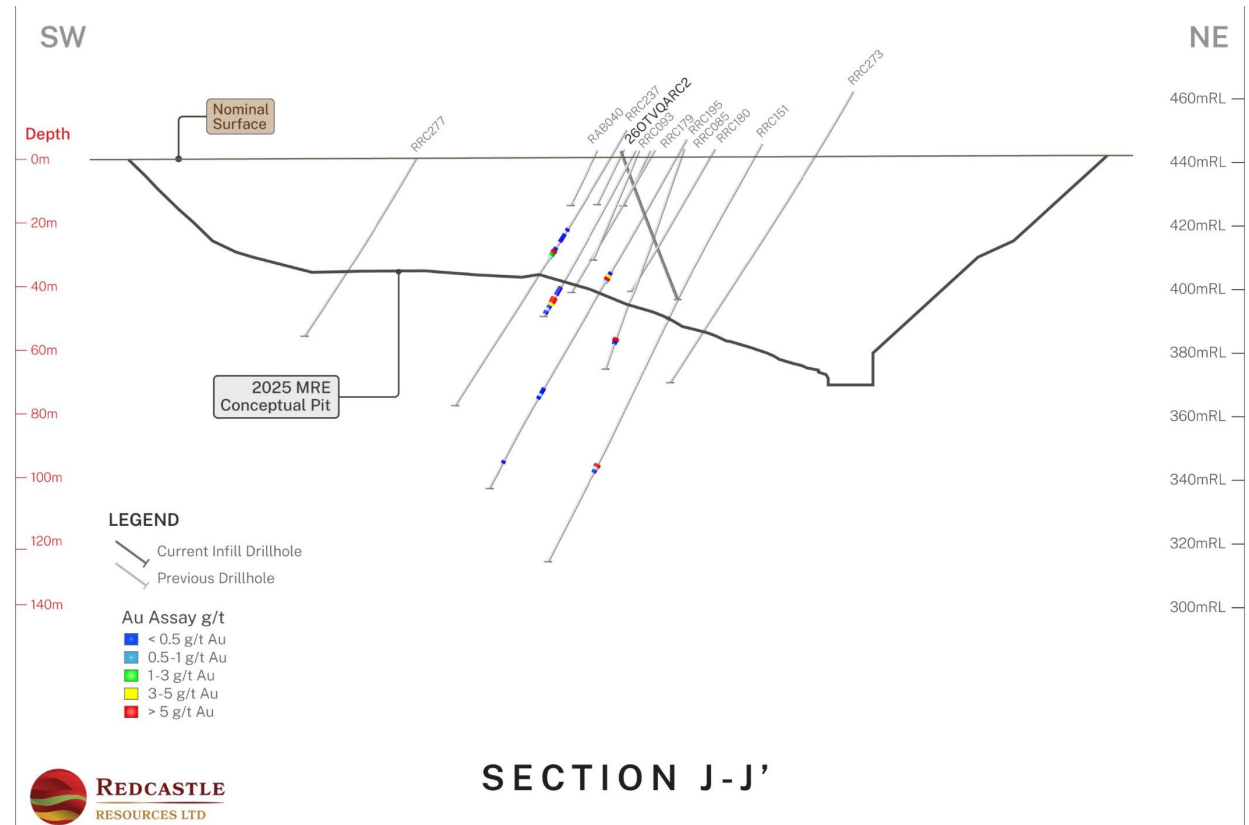 SW
NE
Nominal
Surface
Depth
0m
20m
40m
60m
80m
100m
120m
140m
RRC277
RAB040
RRC237
26OTVQARC2
RRC093
RRC179
RRC195
RRC085
RRC180
RRC151
RRC273
460mRL
440mRL
420mRL
400mRL
380mRL
360mRL
340mRL
320mRL
300mRL
2025 MRE
Conceptual Pit
LEGEND
Current Infill Drillhole
Previous Drillhole
Au Assay g/t
< 0.5 g/t Au
0.5-1 g/t Au
1-3 g/t Au
3-5 g/t Au
> 5 g/t Au
REDCASTLE
RESOURCES LTD
SECTION J-J’